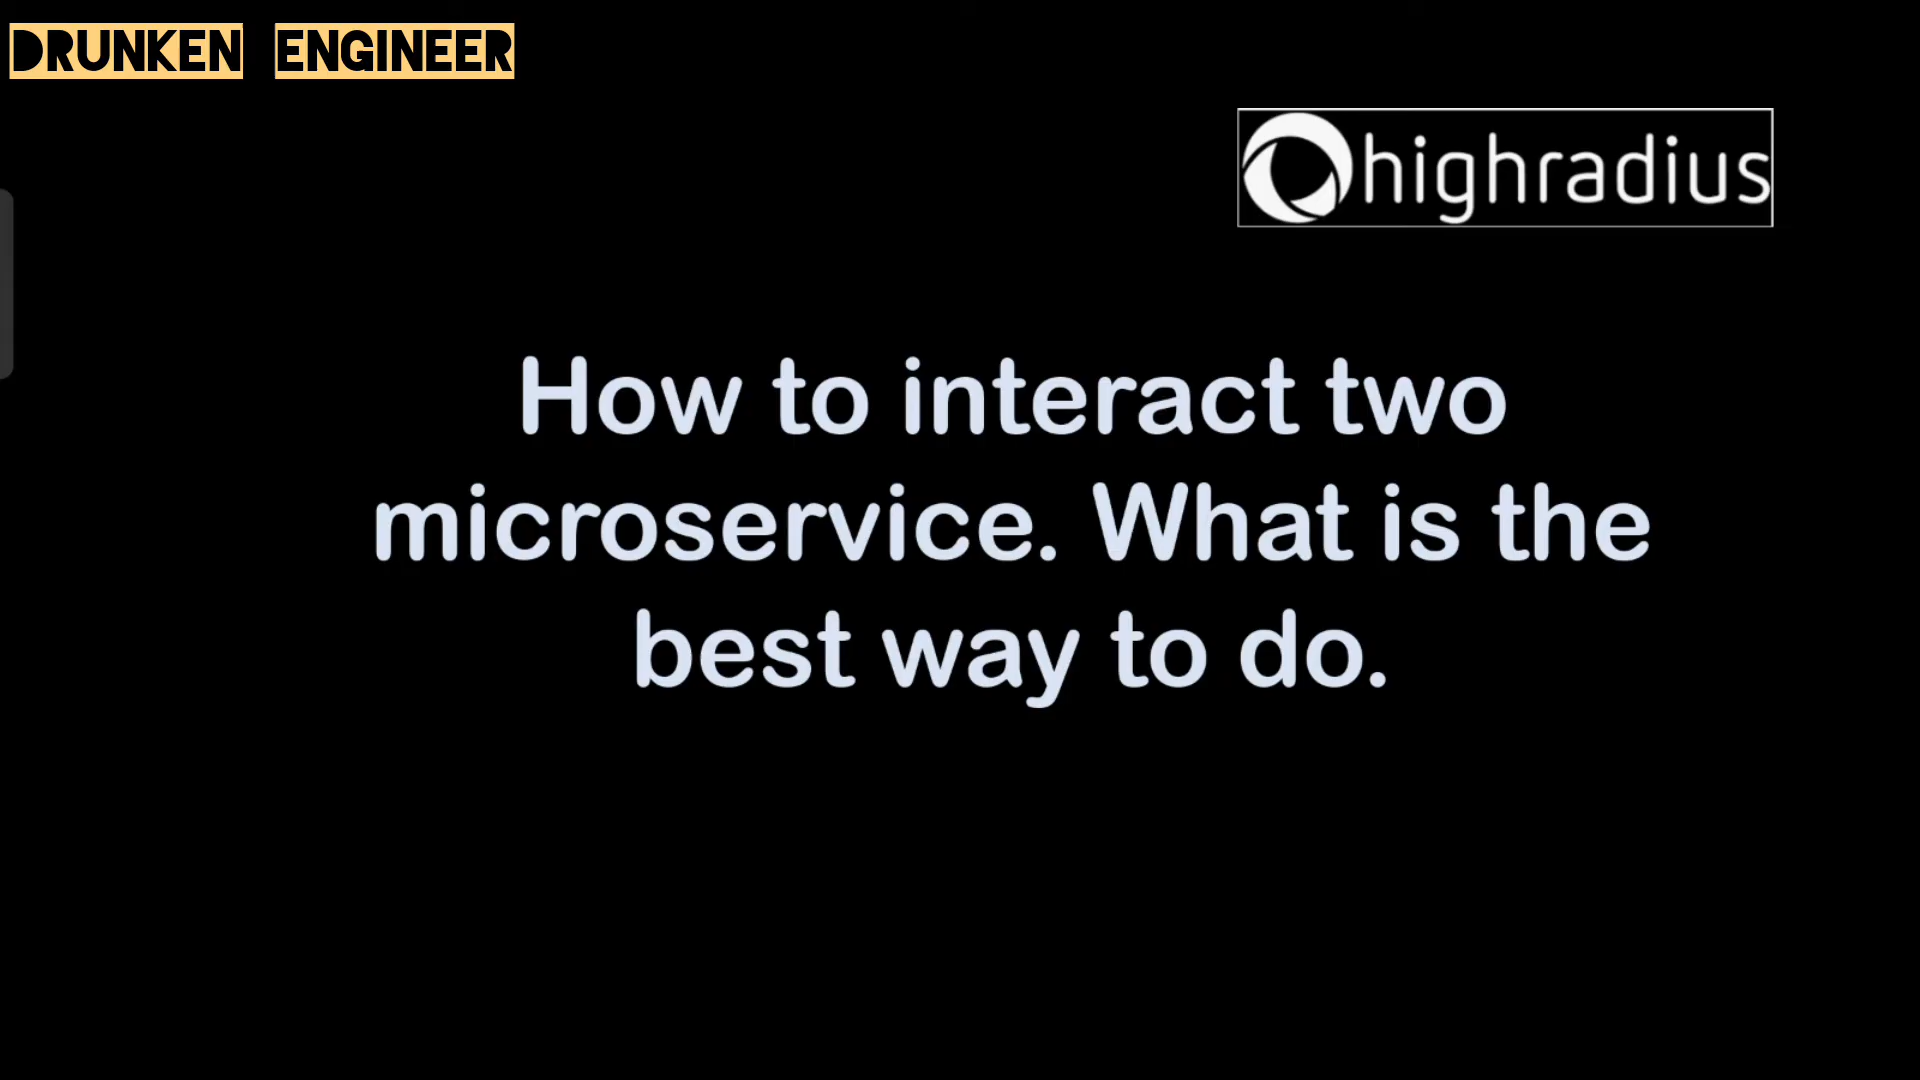 DRUNKEN ENGINEER
highradius
How to interact two
microservice. What is the
best way to do.